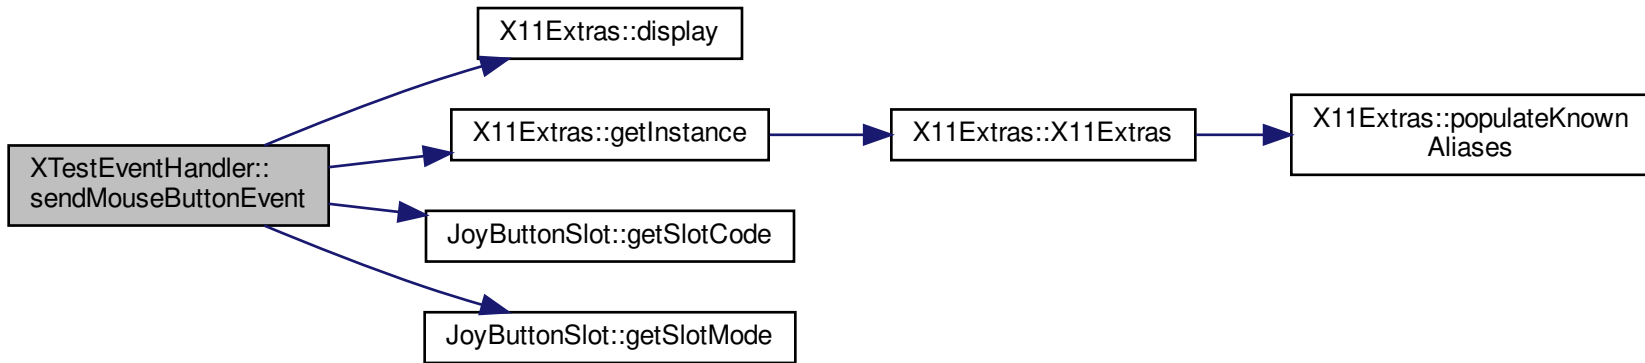 XTestEventHandler::
sendMouseButtonEvent
X11Extras::display
X11Extras::getInstance
X11Extras::X11Extras
X11Extras::populateKnown
Aliases
JoyButtonSlot::getSlotCode
JoyButtonSlot::getSlotMode